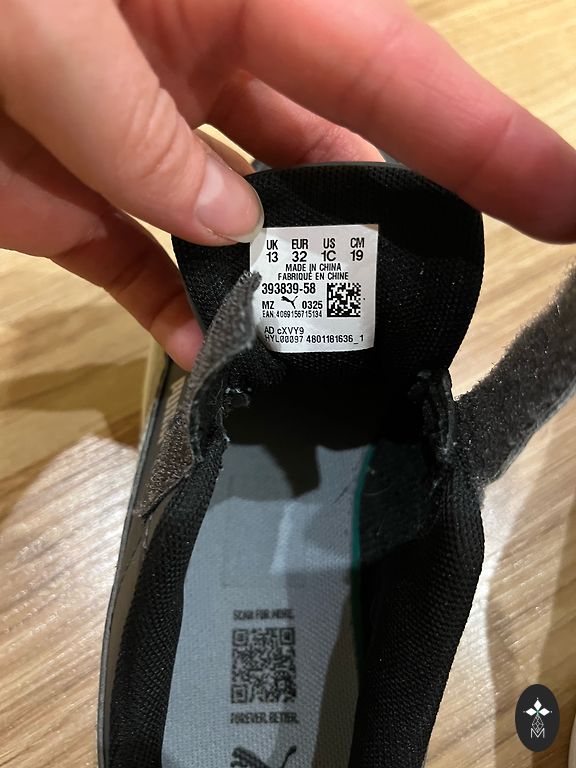 UK EUR US CM
13 32 1C 19
MADE IN CHINA
FABRIQUÉ EN CHINE
393839-58
MZ 0325
EAN: 4069156715134
AD cXVY9
HYL00097 4801181636_1
SCAN FOR MORE.
FOREVER. BETTER.
M